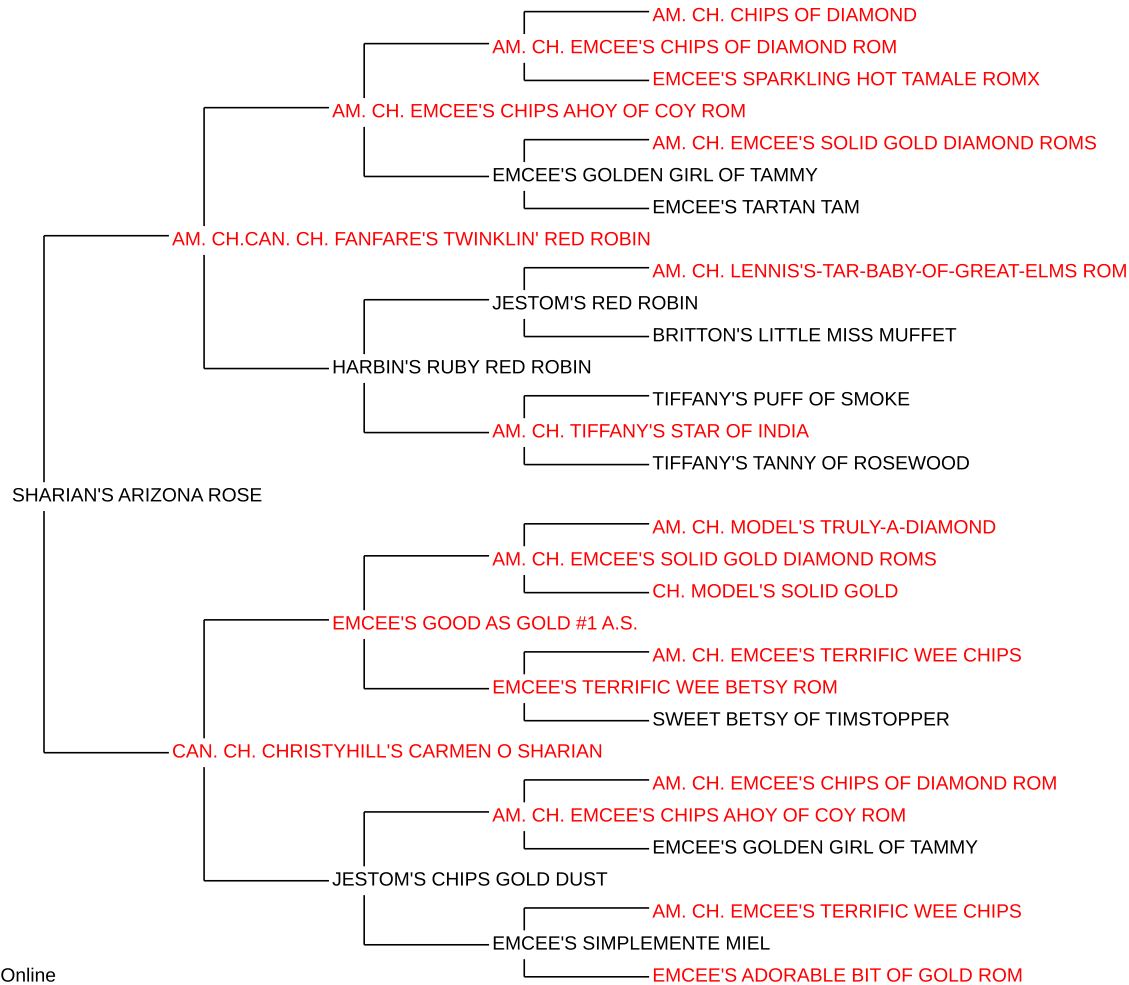 AM. CH. CHIPS OF DIAMOND
AM. CH. EMCEE'S CHIPS OF DIAMOND ROM
EMCEE'S SPARKLING HOT TAMALE ROMX
AM. CH. EMCEE'S CHIPS AHOY OF COY ROM
AM. CH. EMCEE'S SOLID GOLD DIAMOND ROMS
EMCEE'S GOLDEN GIRL OF TAMMY
EMCEE'S TARTAN TAM
AM. CH.CAN. CH. FANFARE'S TWINKLIN' RED ROBIN
AM. CH. LENNIS'S-TAR-BABY-OF-GREAT-ELMS ROM
JESTOM'S RED ROBIN
BRITTON'S LITTLE MISS MUFFET
HARBIN'S RUBY RED ROBIN
TIFFANY'S PUFF OF SMOKE
AM. CH. TIFFANY'S STAR OF INDIA
TIFFANY'S TANNY OF ROSEWOOD
SHARIAN'S ARIZONA ROSE
AM. CH. MODEL'S TRULY-A-DIAMOND
AM. CH. EMCEE'S SOLID GOLD DIAMOND ROMS
CH. MODEL'S SOLID GOLD
EMCEE'S GOOD AS GOLD #1 A.S.
AM. CH. EMCEE'S TERRIFIC WEE CHIPS
EMCEE'S TERRIFIC WEE BETSY ROM
SWEET BETSY OF TIMSTOPPER
CAN. CH. CHRISTYHILL'S CARMEN O SHARIAN
AM. CH. EMCEE'S CHIPS OF DIAMOND ROM
AM. CH. EMCEE'S CHIPS AHOY OF COY ROM
EMCEE'S GOLDEN GIRL OF TAMMY
JESTOM'S CHIPS GOLD DUST
AM. CH. EMCEE'S TERRIFIC WEE CHIPS
EMCEE'S SIMPLEMENTE MIEL
EMCEE'S ADORABLE BIT OF GOLD ROM
Online